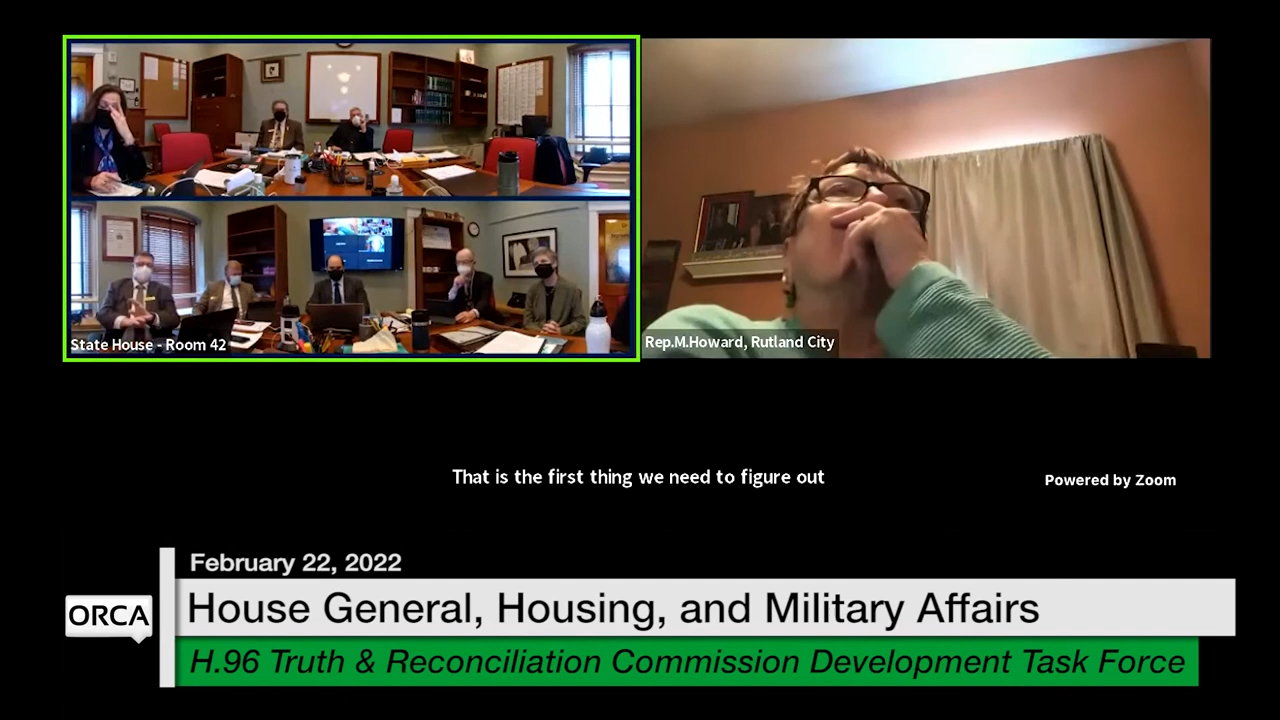 State House - Room 42
Rep.M.Howard, Rutland City
That is the first thing we need to figure out
Powered by Zoom
February 22, 2022
ORCA
House General, Housing, and Military Affairs
H.96 Truth & Reconciliation Commission Development Task Force